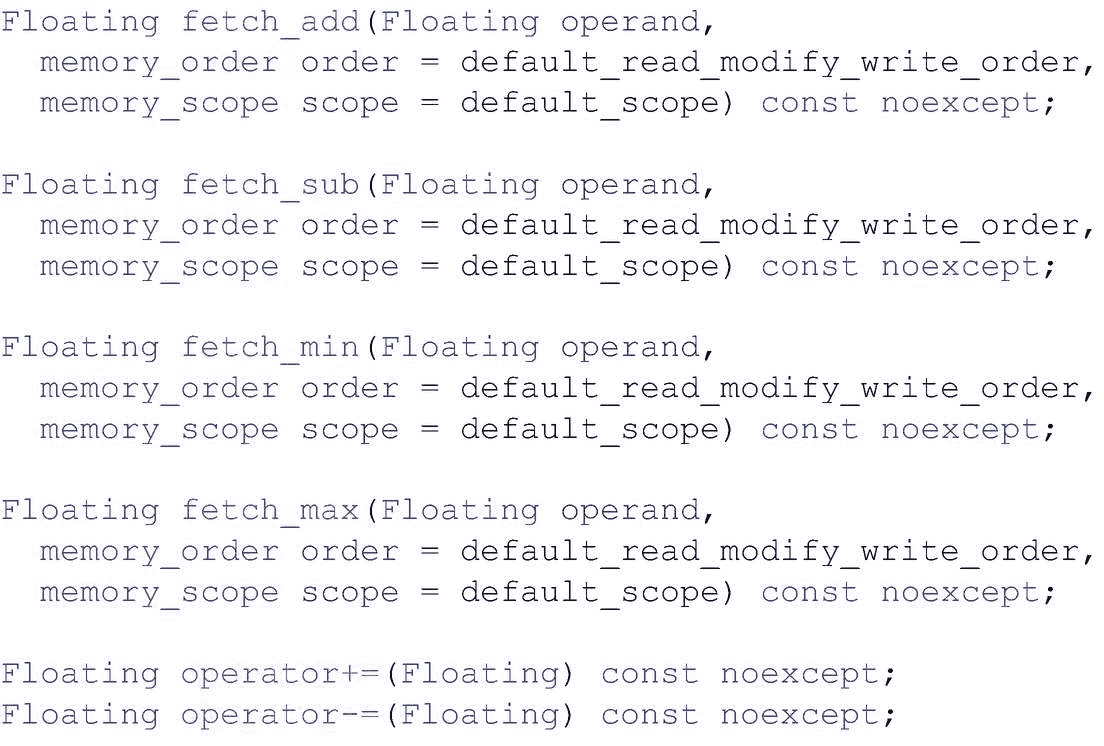 Floating fetch_add(Floating operand,
  memory_order order = default_read_modify_write_order,
  memory_scope scope = default_scope) const noexcept;

Floating fetch_sub(Floating operand,
  memory_order order = default_read_modify_write_order,
  memory_scope scope = default_scope) const noexcept;

Floating fetch_min(Floating operand,
  memory_order order = default_read_modify_write_order,
  memory_scope scope = default_scope) const noexcept;

Floating fetch_max(Floating operand,
  memory_order order = default_read_modify_write_order,
  memory_scope scope = default_scope) const noexcept;

Floating operator+=(Floating) const noexcept;
Floating operator-=(Floating) const noexcept;